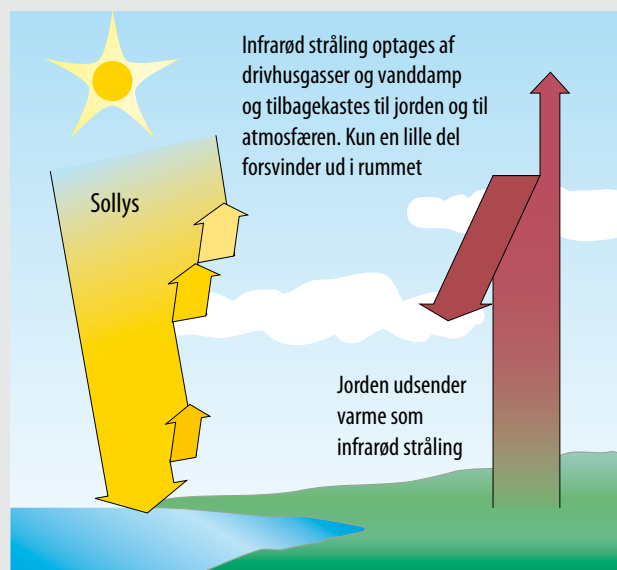 Infrarød stråling optages af
drivhusgasser og vanddamp
og tilbagekastes til jorden og til
atmosfæren. Kun en lille del
forsvinder ud i rummet
Sollys
Jorden udsender
varme som
infrarød stråling